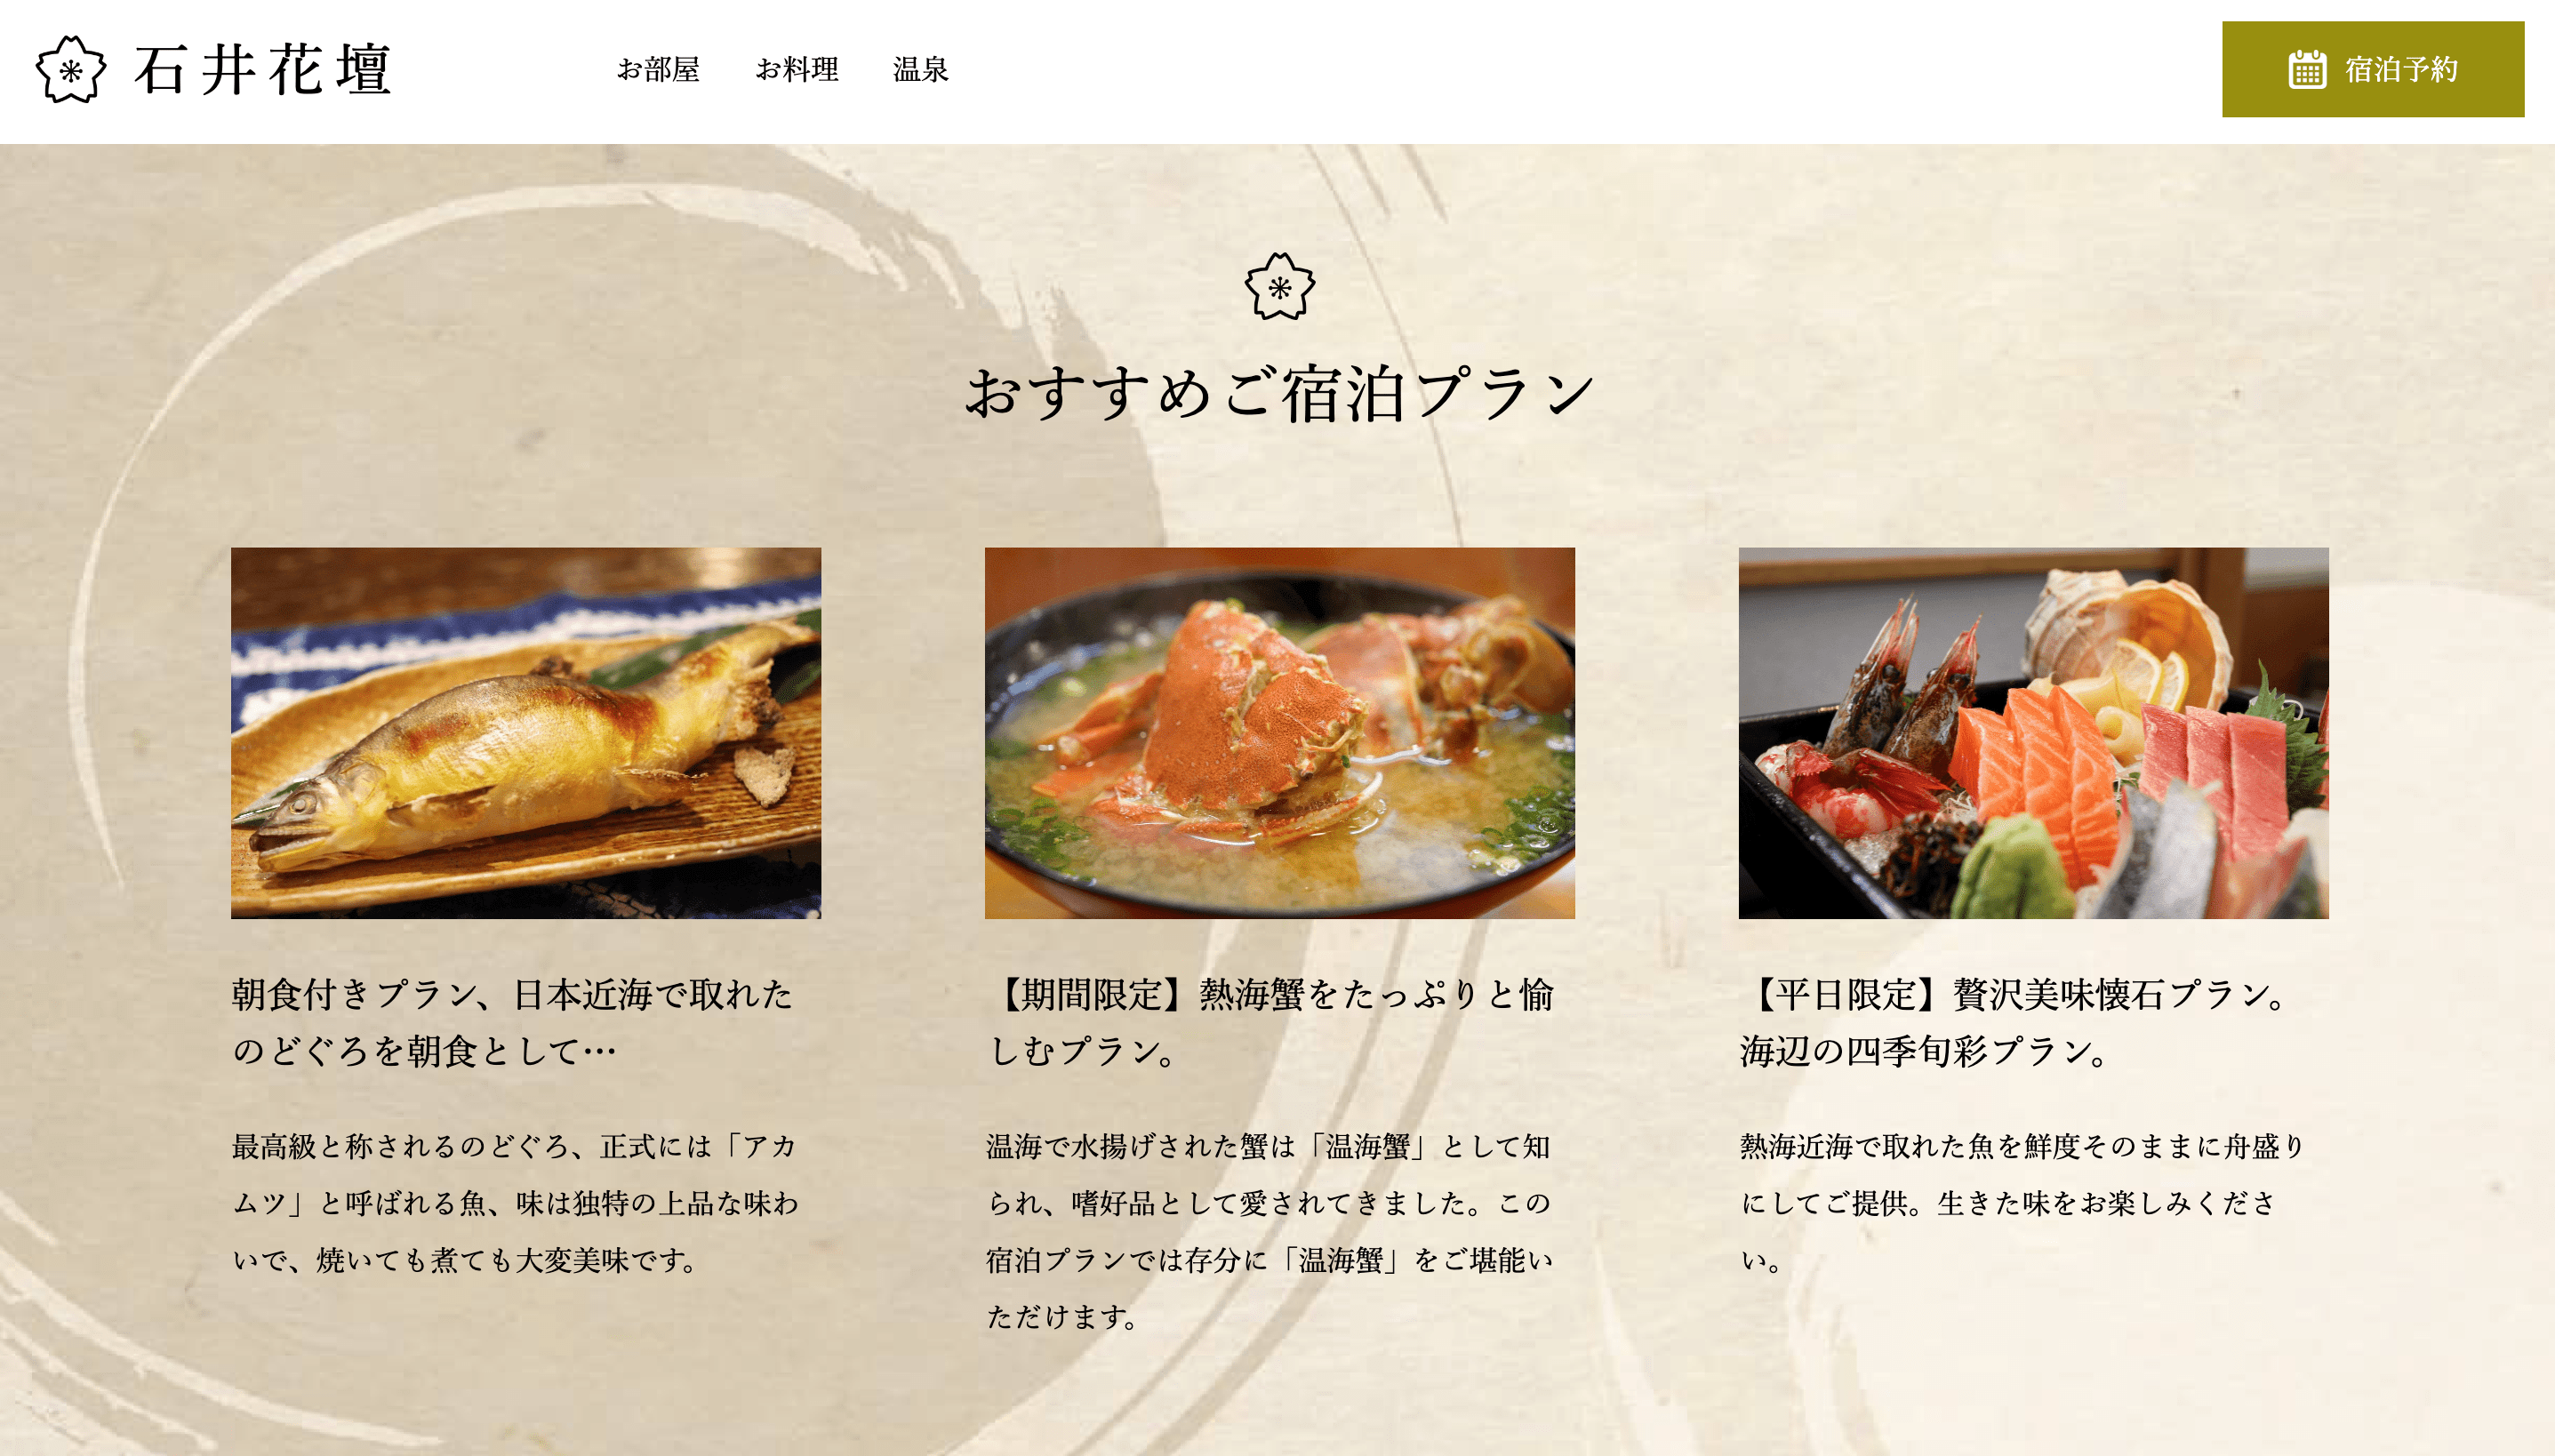 石井花壇
お部屋 お料理 温泉
宿泊予約
おすすめご宿泊プラン
朝食付きプラン、日本近海で取れた
のどぐろを朝食として…
最高級と称されるのどぐろ、正式には「アカ
ムツ」と呼ばれる魚、味は独特の上品な味わ
いで、焼いても煮ても大変美味です。
【期間限定】熱海蟹をたっぷりと愉
しむプラン。
温海で水揚げされた蟹は「温海蟹」として知
られ、嗜好品として愛されてきました。この
宿泊プランでは存分に「温海蟹」をご堪能い
ただけます。
【平日限定】贅沢美味懐石プラン。
海辺の四季旬彩プラン。
熱海近海で取れた魚を鮮度そのままに舟盛り
にしてご提供。生きた味をお楽しみくださ
い。